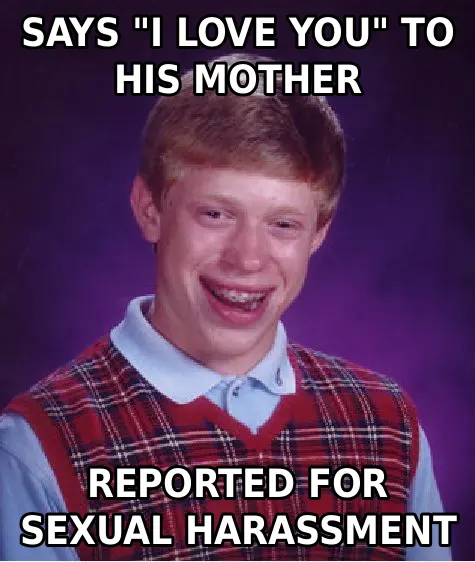 SAYS "I LOVE YOU" TO
HIS MOTHER
REPORTED FOR
SEXUAL HARASSMENT